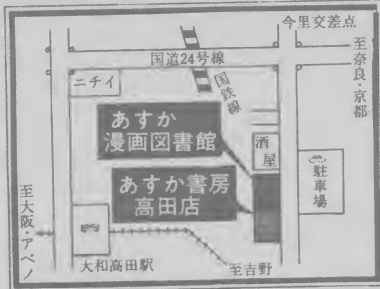 今里交差点
国道24号線
至奈良・京都
ニチイ
国鉄線
あすか
漫画図書館
酒屋
駐車場
あすか書房
高田店
至大阪・アベノ
大和高田駅
至吉野